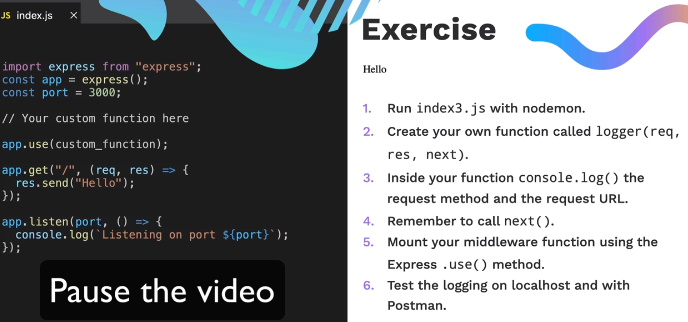 JS index.js ×
import express from "express";
const app = express();
const port = 3000;
// Your custom function here
app.use(custom_function);
app.get("/", (req, res) => {
res.send("Hello");
});
app.listen(port, () => {
console.log(`Listening on port ${port}`);
});
Pause the video
Exercise
Hello
1. Run index3.js with nodemon.
2. Create your own function called logger(req,
res, next).
3. Inside your function console.log() the
request method and the request URL.
4. Remember to call next().
5. Mount your middleware function using the
Express .use() method.
6. Test the logging on localhost and with
Postman.